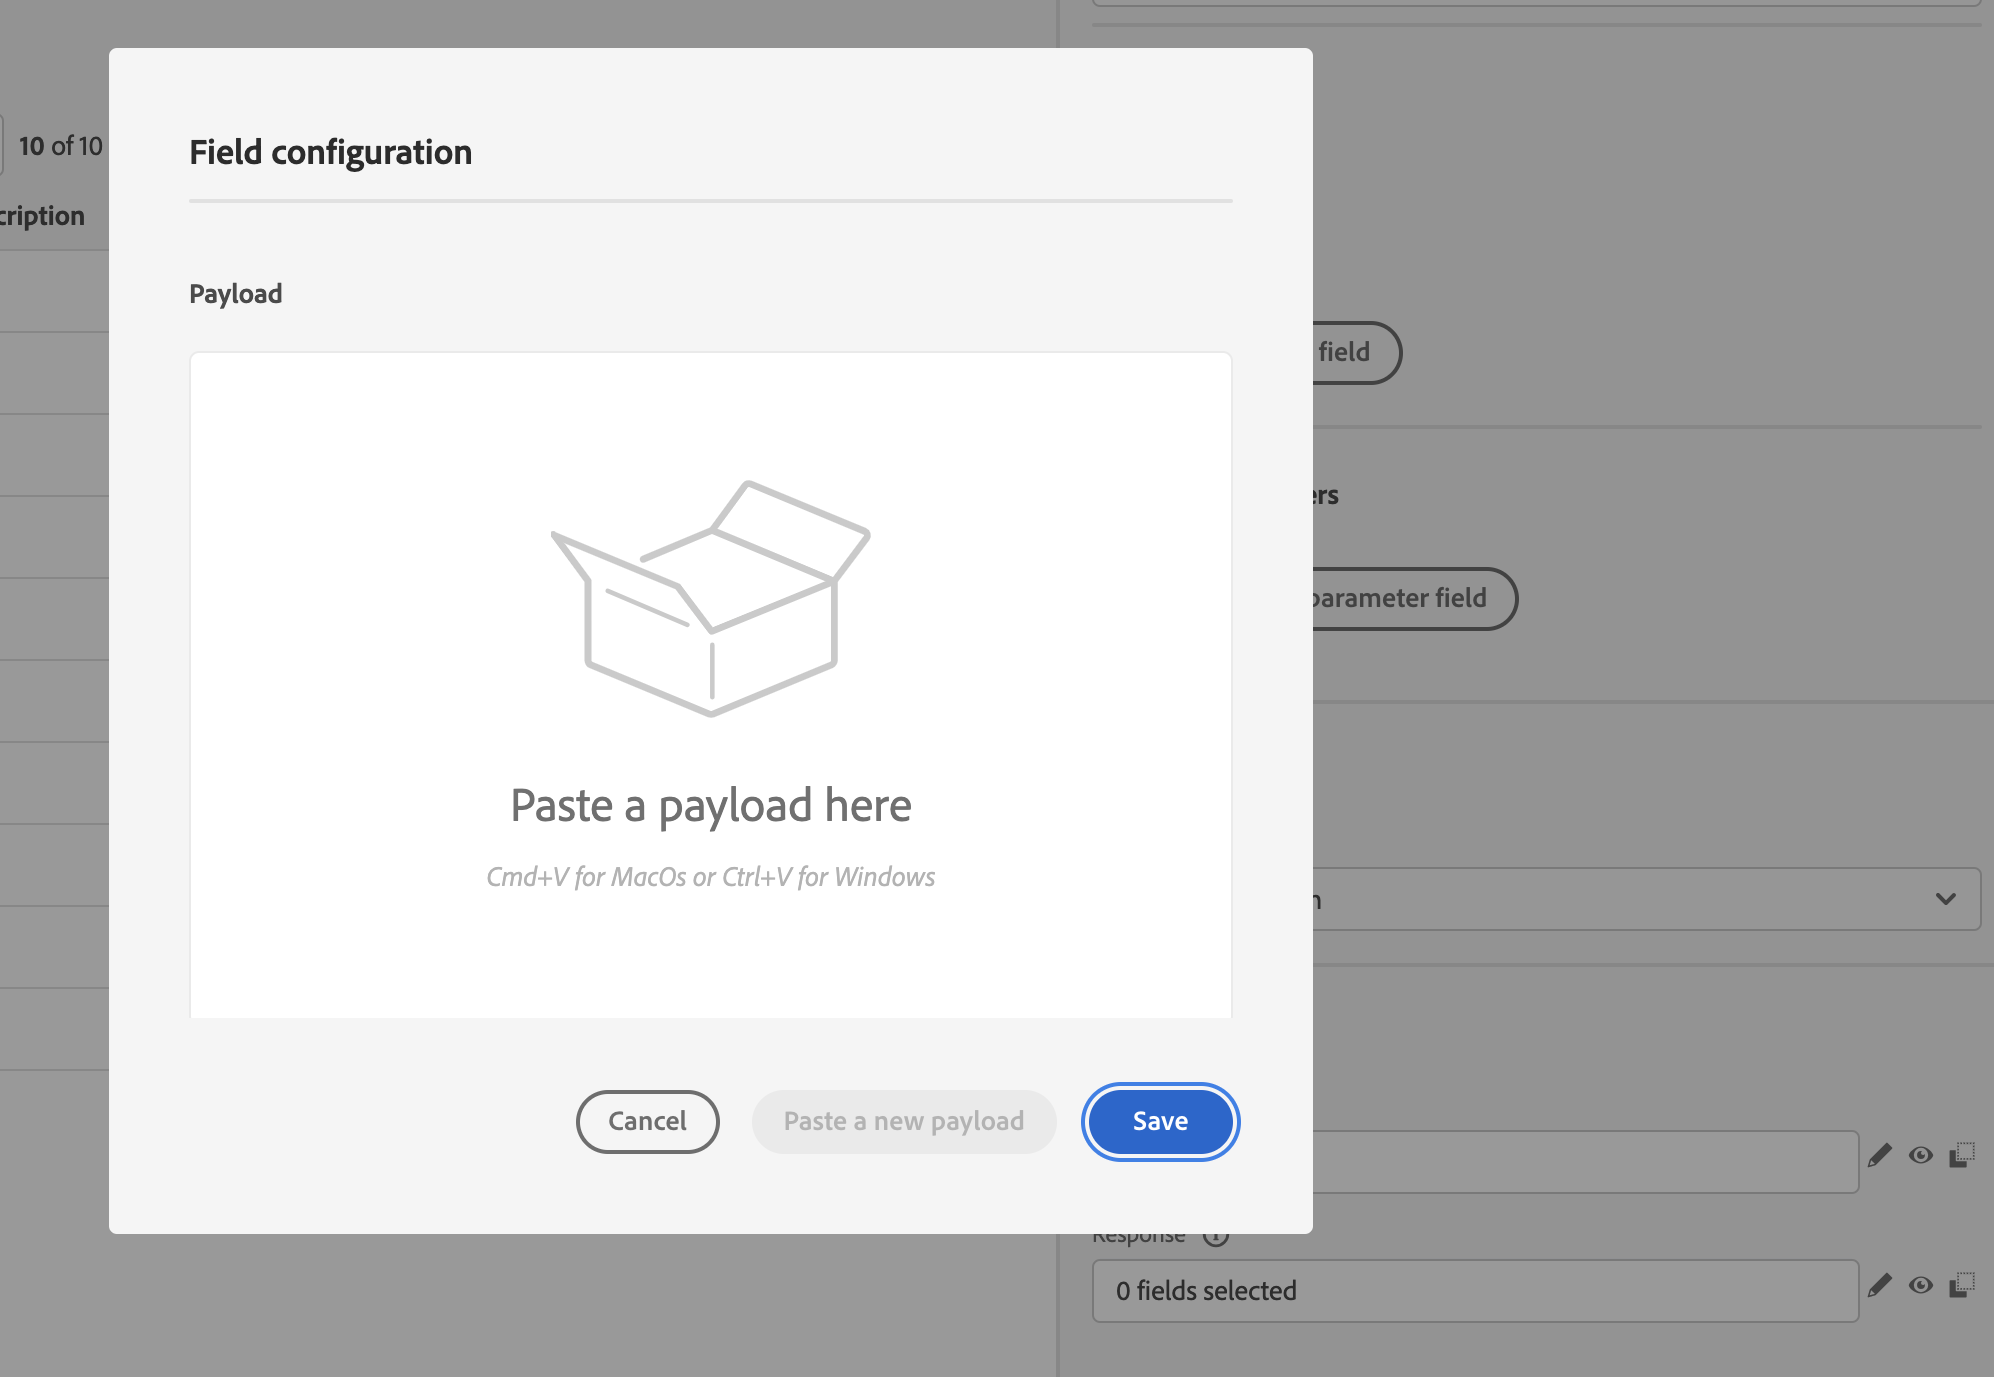 10 of 10
cription
Field configuration
Payload
Paste a payload here
Cmd+V for MacOs or Ctrl+V for Windows
Cancel
Paste a new payload
Save
field
ers
parameter field
n
Response
0 fields selected